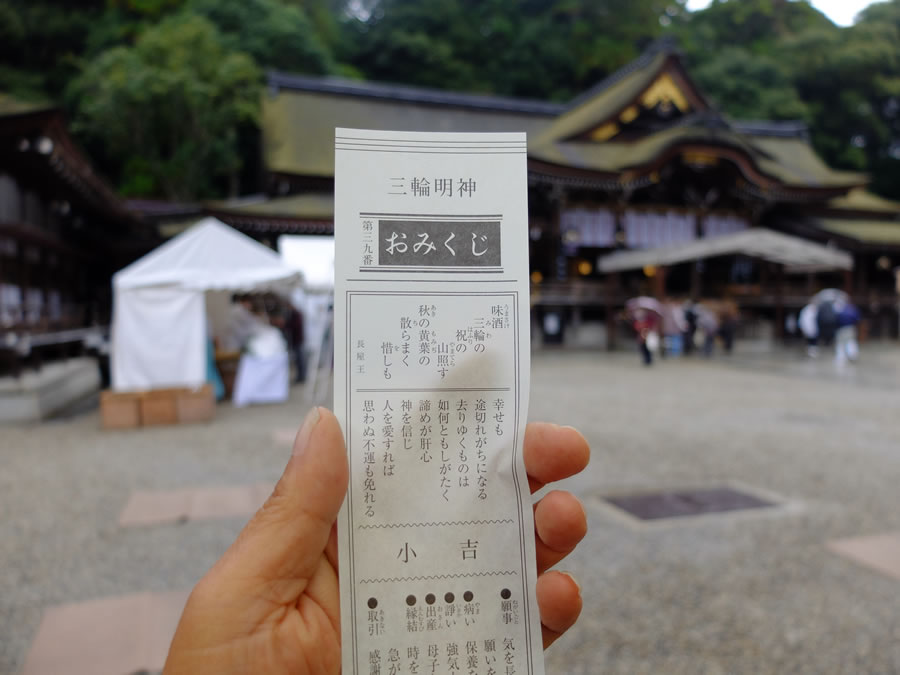 三輪明神
第三九番
おみくじ
味酒
三輪の
祝の
山照す
秋の黄葉の
散らまく
惜しも
長屋王
幸せも
途切れがちになる
去りゆくものは
如何ともしがたく
諦めが肝心
神を信じ
人を愛すれば
思わぬ不運も免れる
小吉
●願事
気を長
願いを
●病い
保養を
●諍い
強気
●出産
母子
●縁結
時を
急が
●取引
感謝